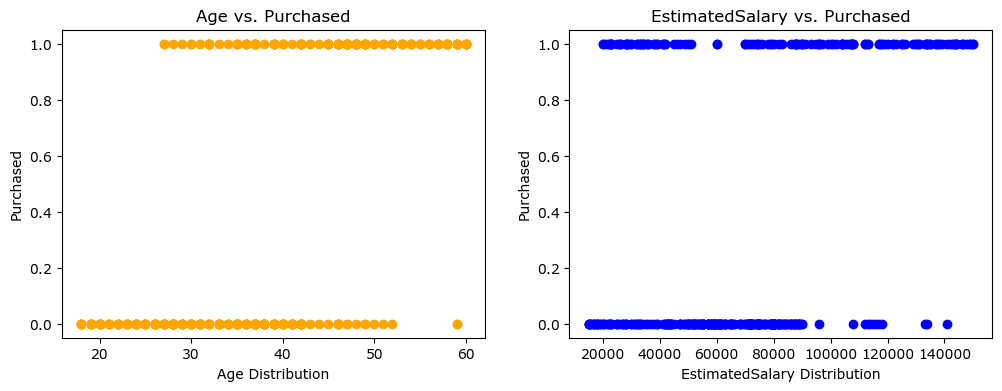 Age vs. Purchased
1.0
0.8
0.6
0.4
0.2
0.0
Purchased
20 30 40 50 60
Age Distribution
EstimatedSalary vs. Purchased
1.0
0.8
0.6
0.4
0.2
0.0
Purchased
20000 40000 60000 80000 100000 120000 140000
EstimatedSalary Distribution